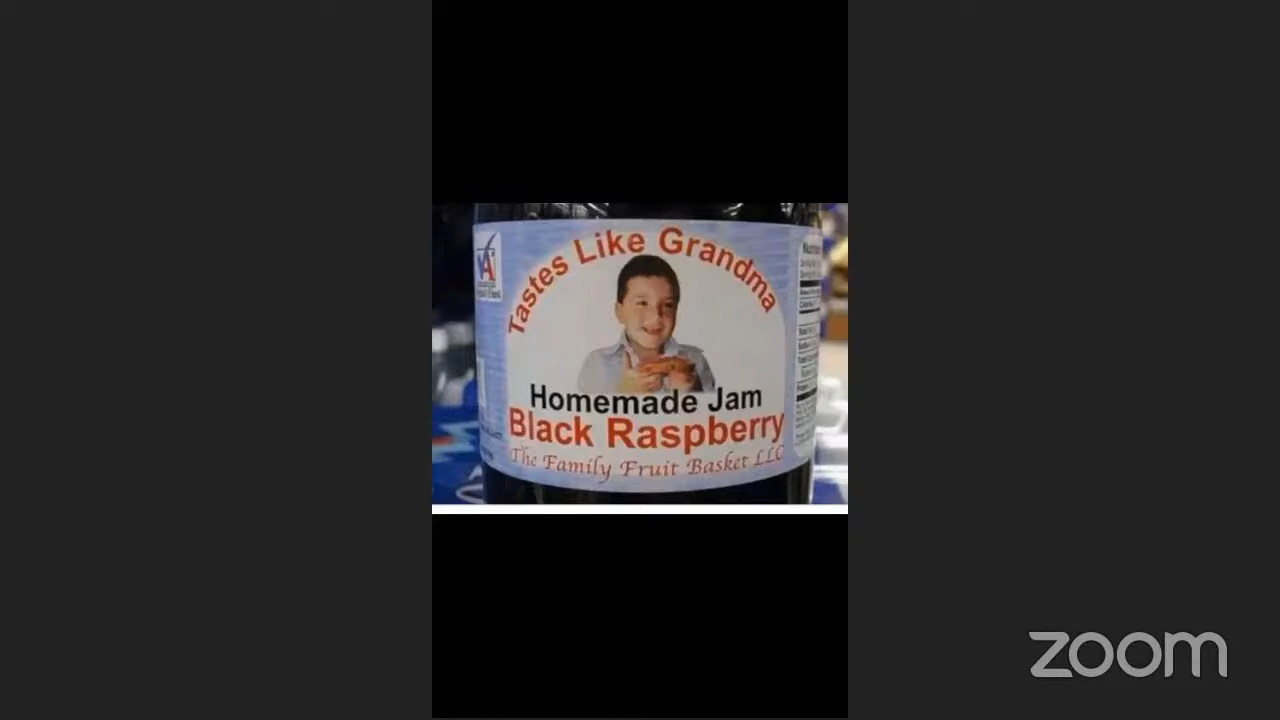 Tastes Like Grandma
Homemade Jam
Black Raspberry
The Family Fruit Basket LLC
zoom